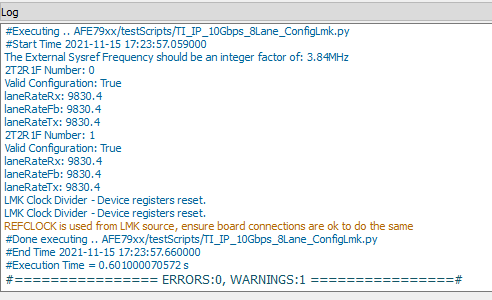 Log
#Executing .. AFE79xx/testScripts/TI_IP_10Gbps_8Lane_ConfigLmk.py
#Start Time 2021-11-15 17:23:57.059000
The External Sysref Frequency should be an integer factor of: 3.84MHz
2T2R1F Number: 0
Valid Configuration: True
laneRateRx: 9830.4
laneRateFb: 9830.4
laneRateTx: 9830.4
2T2R1F Number: 1
Valid Configuration: True
laneRateRx: 9830.4
laneRateFb: 9830.4
laneRateTx: 9830.4
LMK Clock Divider - Device registers reset.
LMK Clock Divider - Device registers reset.
REFCLOCK is used from LMK source, ensure board connections are ok to do the same
#Done executing .. AFE79xx/testScripts/TI_IP_10Gbps_8Lane_ConfigLmk.py
#End Time 2021-11-15 17:23:57.660000
#Execution Time = 0.601000070572 s
#================ ERRORS:0, WARNINGS:1 ================#